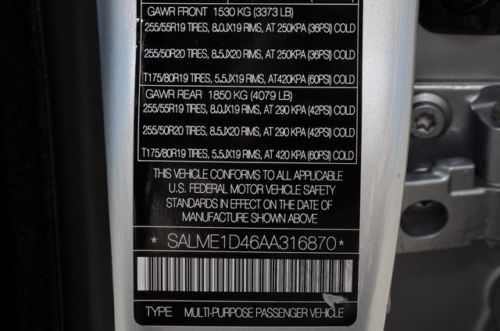 GAWR FRONT 1530 KG (3373 LB)
255/55R19 TIRES, 8.0JX19 RIMS, AT 250KPA (36PSI) COLD
255/50R20 TIRES, 8.5JX20 RIMS, AT 250KPA (36PSI) COLD
T175/80R19 TIRES, 5.5JX19 RIMS, AT420KPA (60PSI) COLD
GAWR REAR 1850 KG (4079 LB)
255/55R19 TIRES, 8.0JX19 RIMS, AT 290 KPA (42PSI) COLD
255/50R20 TIRES, 8.5JX20 RIMS, AT 290 KPA (42PSI) COLD
T175/80R19 TIRES, 5.5JX19 RIMS, AT 420 KPA (60PSI) COLD
THIS VEHICLE CONFORMS TO ALL APPLICABLE
U.S. FEDERAL MOTOR VEHICLE SAFETY
STANDARDS IN EFFECT ON THE DATE OF
MANUFACTURE SHOWN ABOVE.
* SALME1D46AA316870 *
TYPE MULTI-PURPOSE PASSENGER VEHICLE